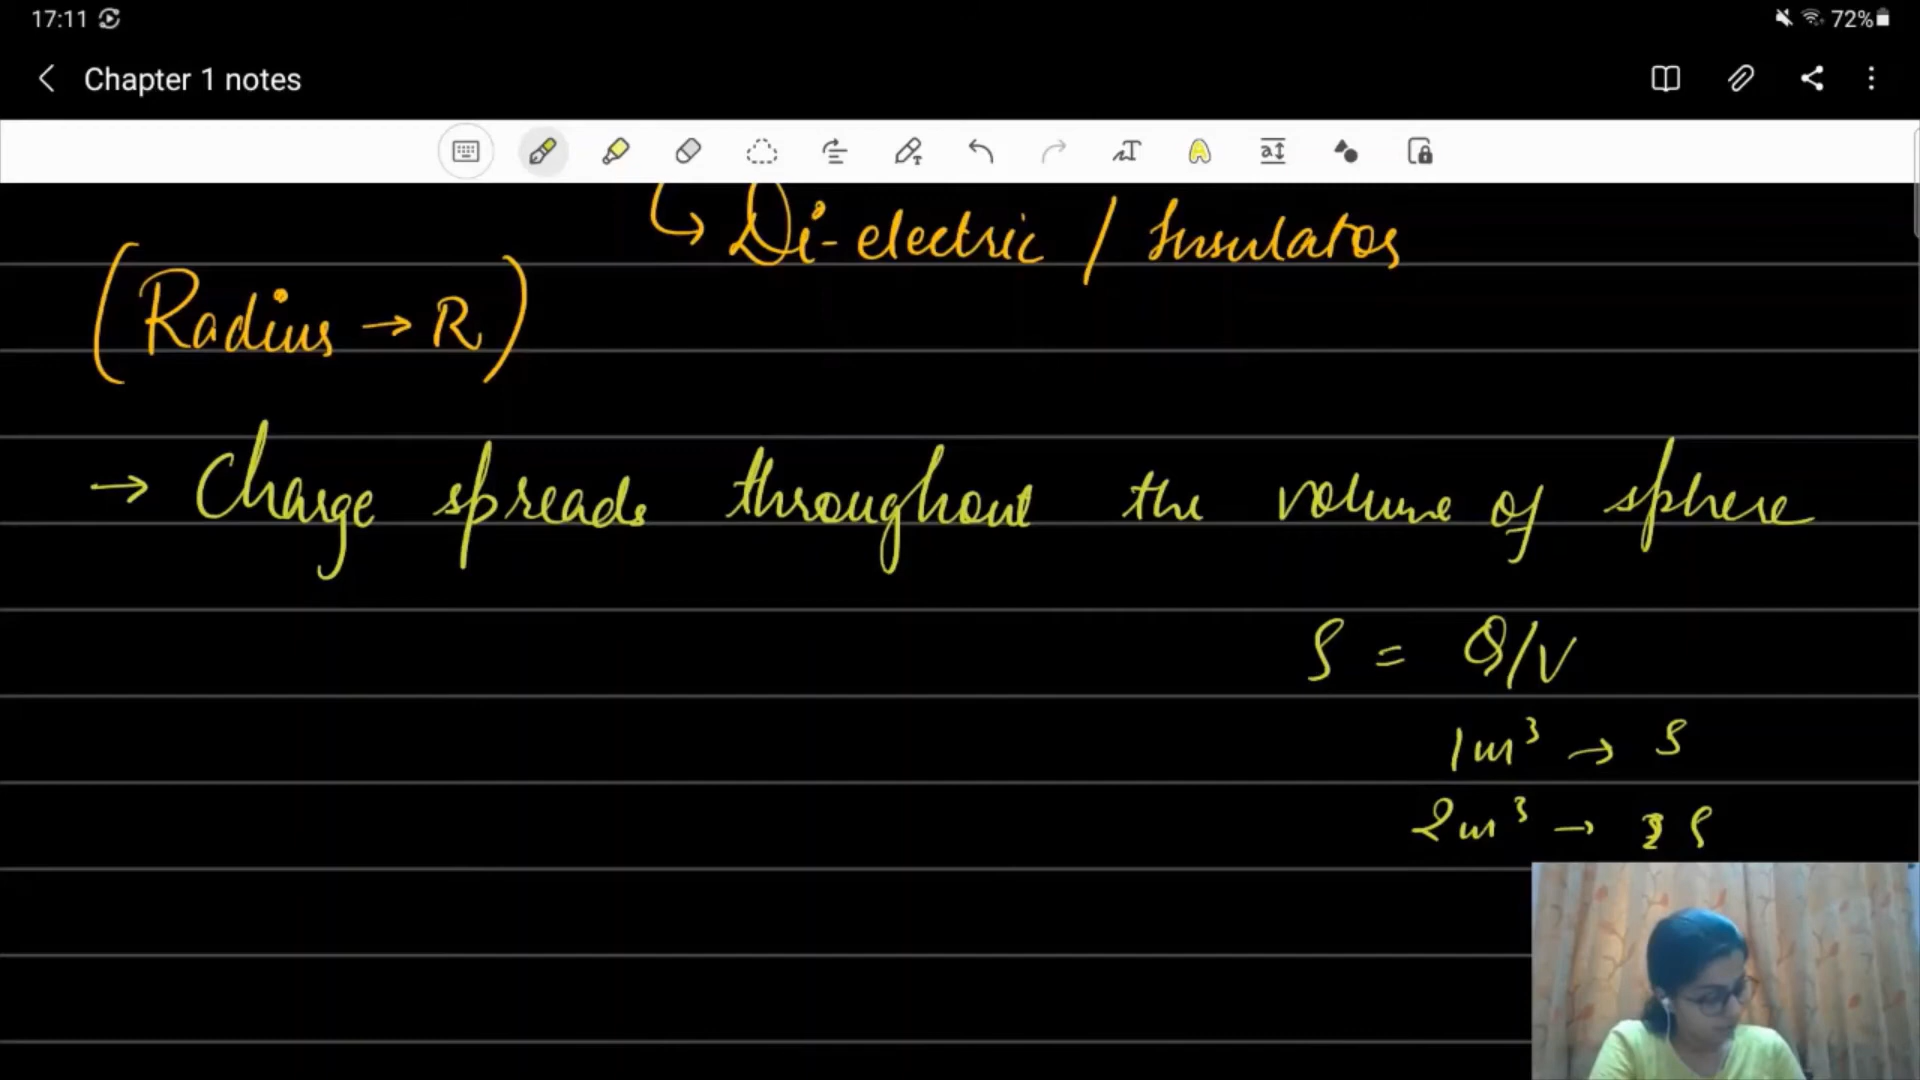 17:11 72%
Chapter 1 notes
↳ Di-electric / Insulator
(Radius → R)
→ Charge spreads throughout the volume of sphere
ρ = Q/V
1m³ → ρ
2m³ → 2ρ